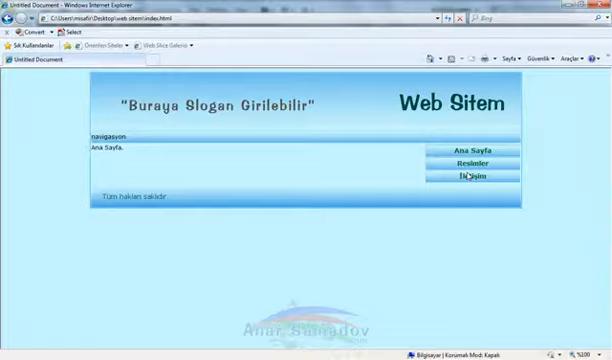 Untitled Document - Windows Internet Explorer
C:\Users\misafir\Desktop\web sitem\index.html
Bing
Convert
Select
Sık Kullanılanlar
Önerilen Siteler
Web Slice Galerisi
Untitled Document
Sayfa
Güvenlik
Araçlar
"Buraya Slogan Girilebilir"
Web Sitem
navigasyon
Ana Sayfa.
Ana Sayfa
Resimler
İletişim
Tüm hakları saklıdır
Anar Samadov
Bilgisayar | Korumalı Mod: Kapalı
%100